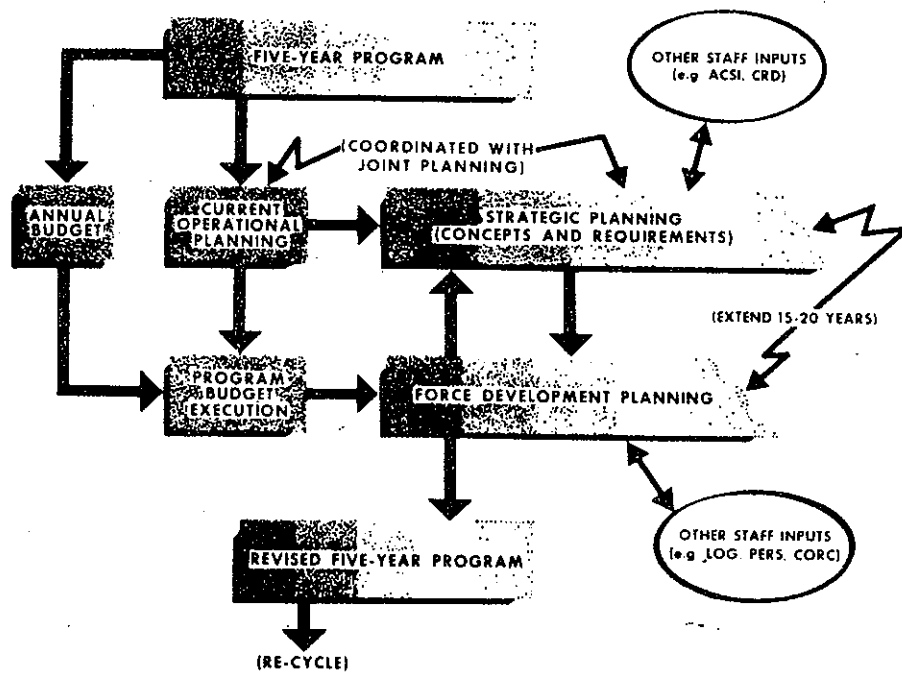 FIVE-YEAR PROGRAM
OTHER STAFF INPUTS
(e.g ACSI. CRD)
(COORDINATED WITH
JOINT PLANNING)
ANNUAL
BUDGET
CURRENT
OPERATIONAL
PLANNING
STRATEGIC PLANNING
(CONCEPTS AND REQUIREMENTS)
(EXTEND 15-20 YEARS)
PROGRAM
BUDGET
EXECUTION
FORCE DEVELOPMENT PLANNING
REVISED FIVE-YEAR PROGRAM
OTHER STAFF INPUTS
(e.g LOG. PERS. CORC)
(RE-CYCLE)